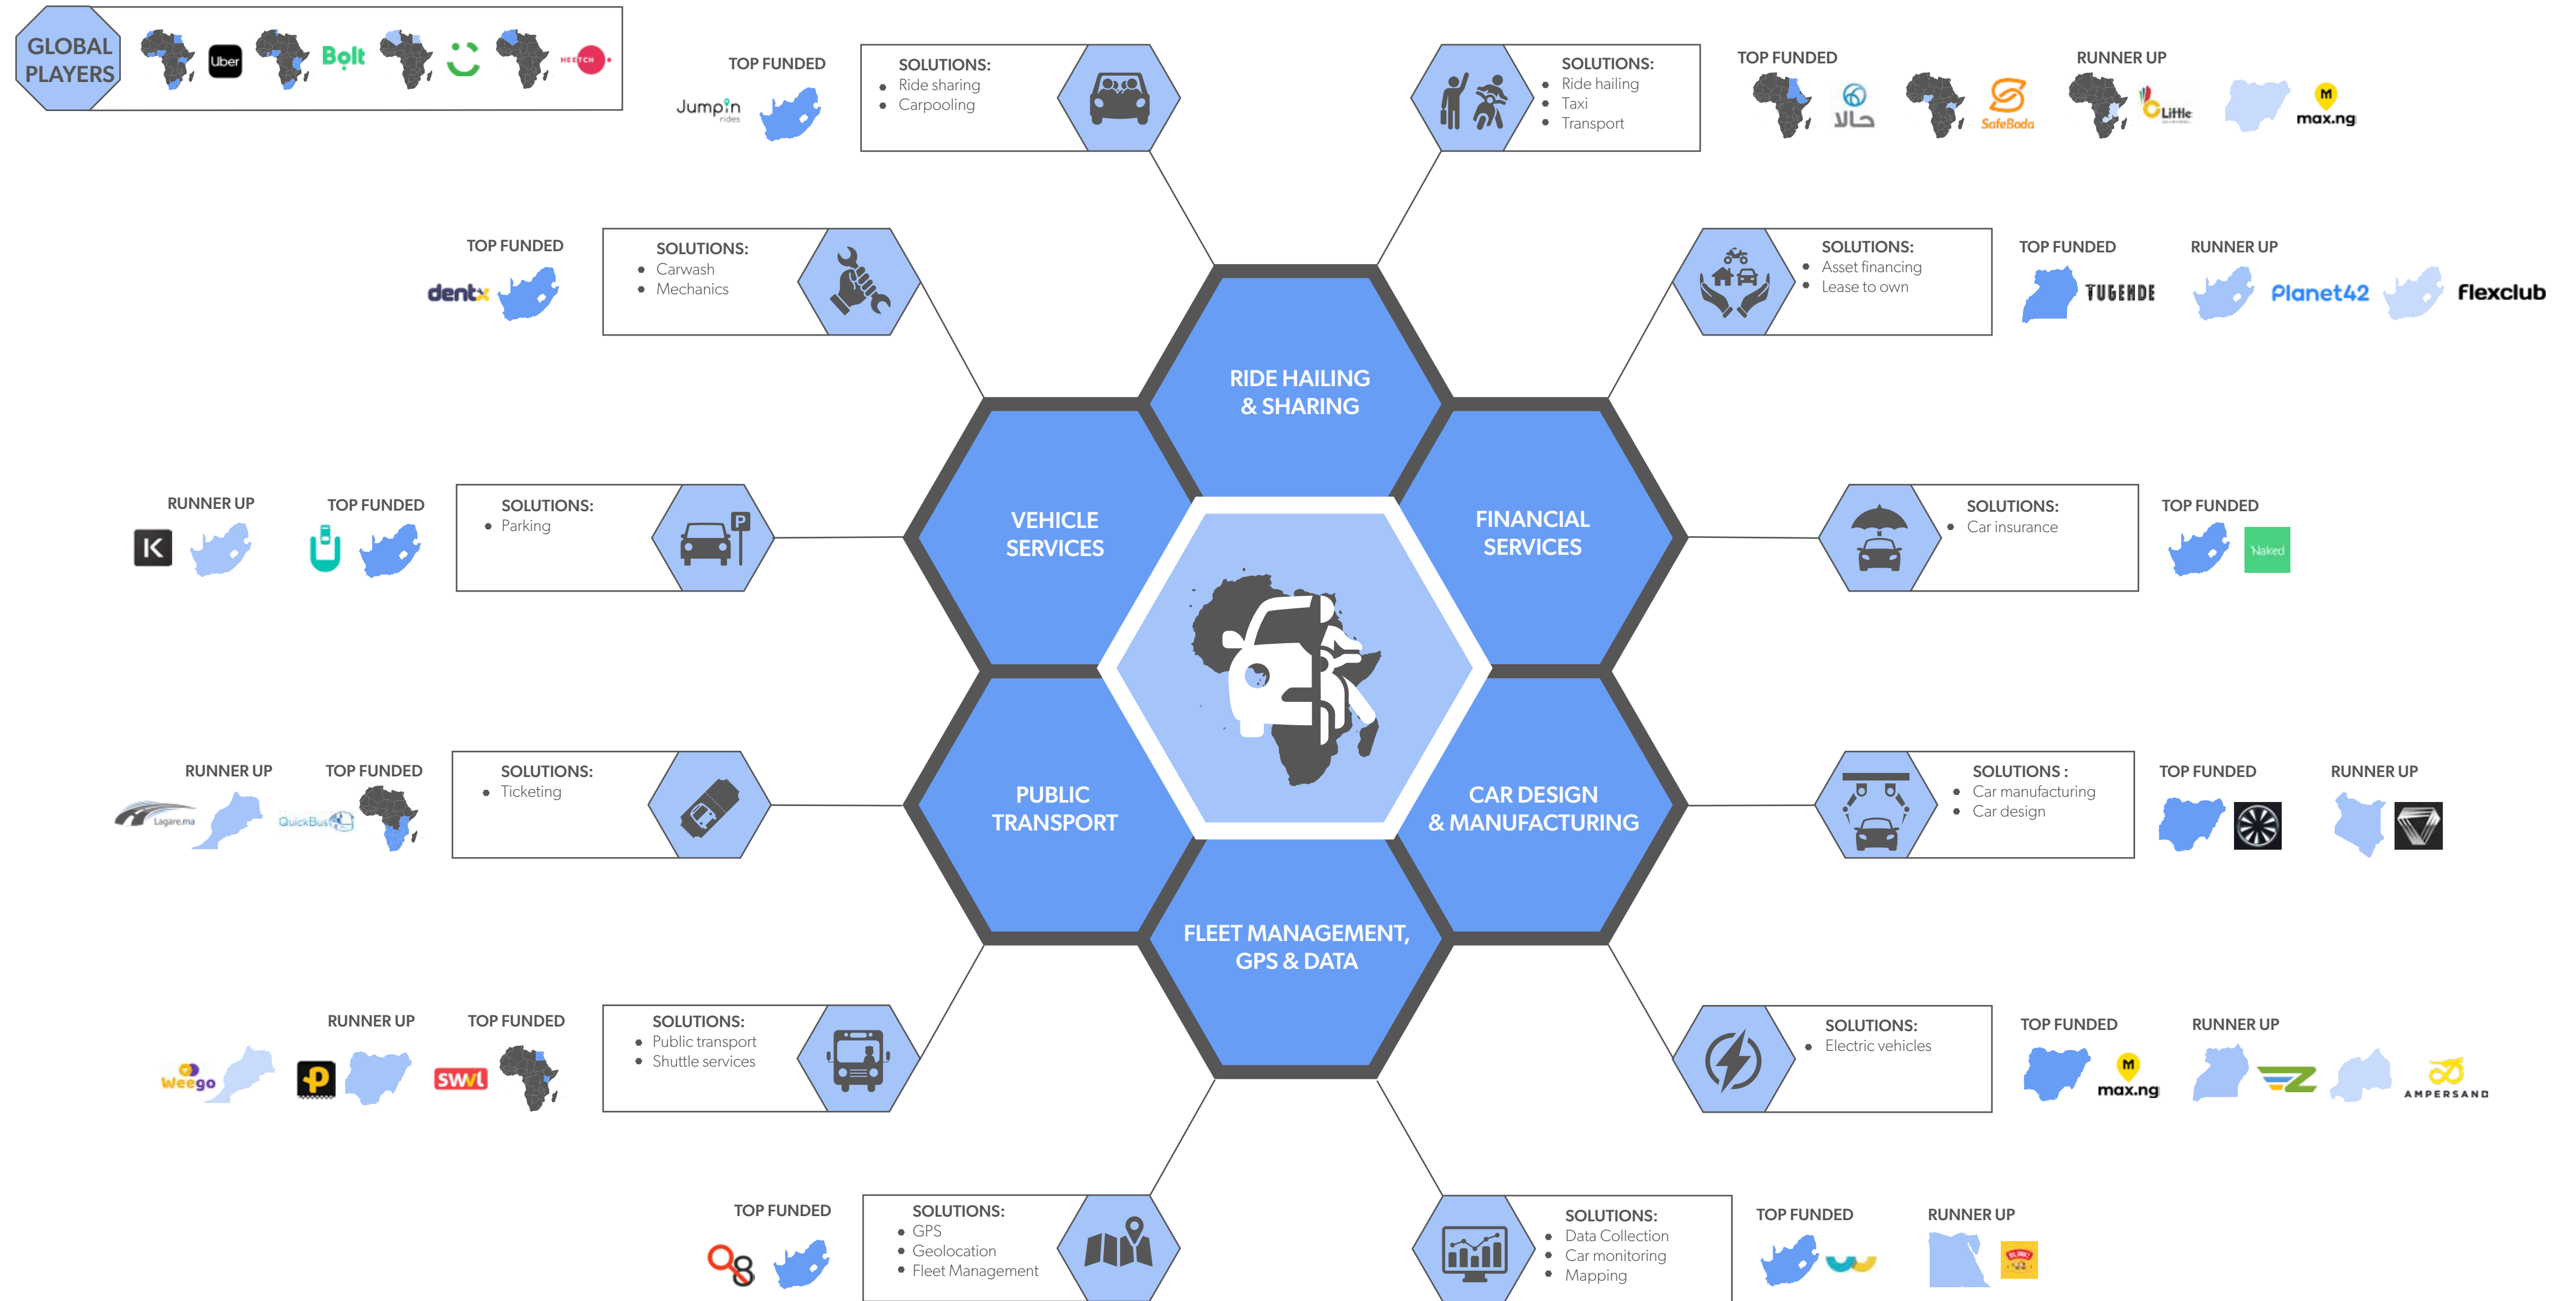 GLOBAL
PLAYERS
Uber
Bolt
HEETCH
TOP FUNDED
Jumpin
rides
SOLUTIONS:
Ride sharing
Carpooling
SOLUTIONS:
Ride hailing
Taxi
Transport
TOP FUNDED
حالا
SafeBoda
RUNNER UP
Little
M
max.ng
TOP FUNDED
dentx
SOLUTIONS:
Carwash
Mechanics
SOLUTIONS:
Asset financing
Lease to own
TOP FUNDED
TUGENDE
RUNNER UP
Planet42
flexclub
RIDE HAILING
& SHARING
RUNNER UP
K
TOP FUNDED
SOLUTIONS:
Parking
P
VEHICLE
SERVICES
FINANCIAL
SERVICES
SOLUTIONS:
Car insurance
TOP FUNDED
Naked
RUNNER UP
Lagare.ma
TOP FUNDED
QuickBus
SOLUTIONS:
Ticketing
PUBLIC
TRANSPORT
CAR DESIGN
& MANUFACTURING
SOLUTIONS :
Car manufacturing
Car design
TOP FUNDED
RUNNER UP
FLEET MANAGEMENT,
GPS & DATA
RUNNER UP
Weego
P
TOP FUNDED
SWVL
SOLUTIONS:
Public transport
Shuttle services
SOLUTIONS:
Electric vehicles
TOP FUNDED
M
max.ng
RUNNER UP
AMPERSAND
TOP FUNDED
SOLUTIONS:
GPS
Geolocation
Fleet Management
SOLUTIONS:
Data Collection
Car monitoring
Mapping
TOP FUNDED
RUNNER UP